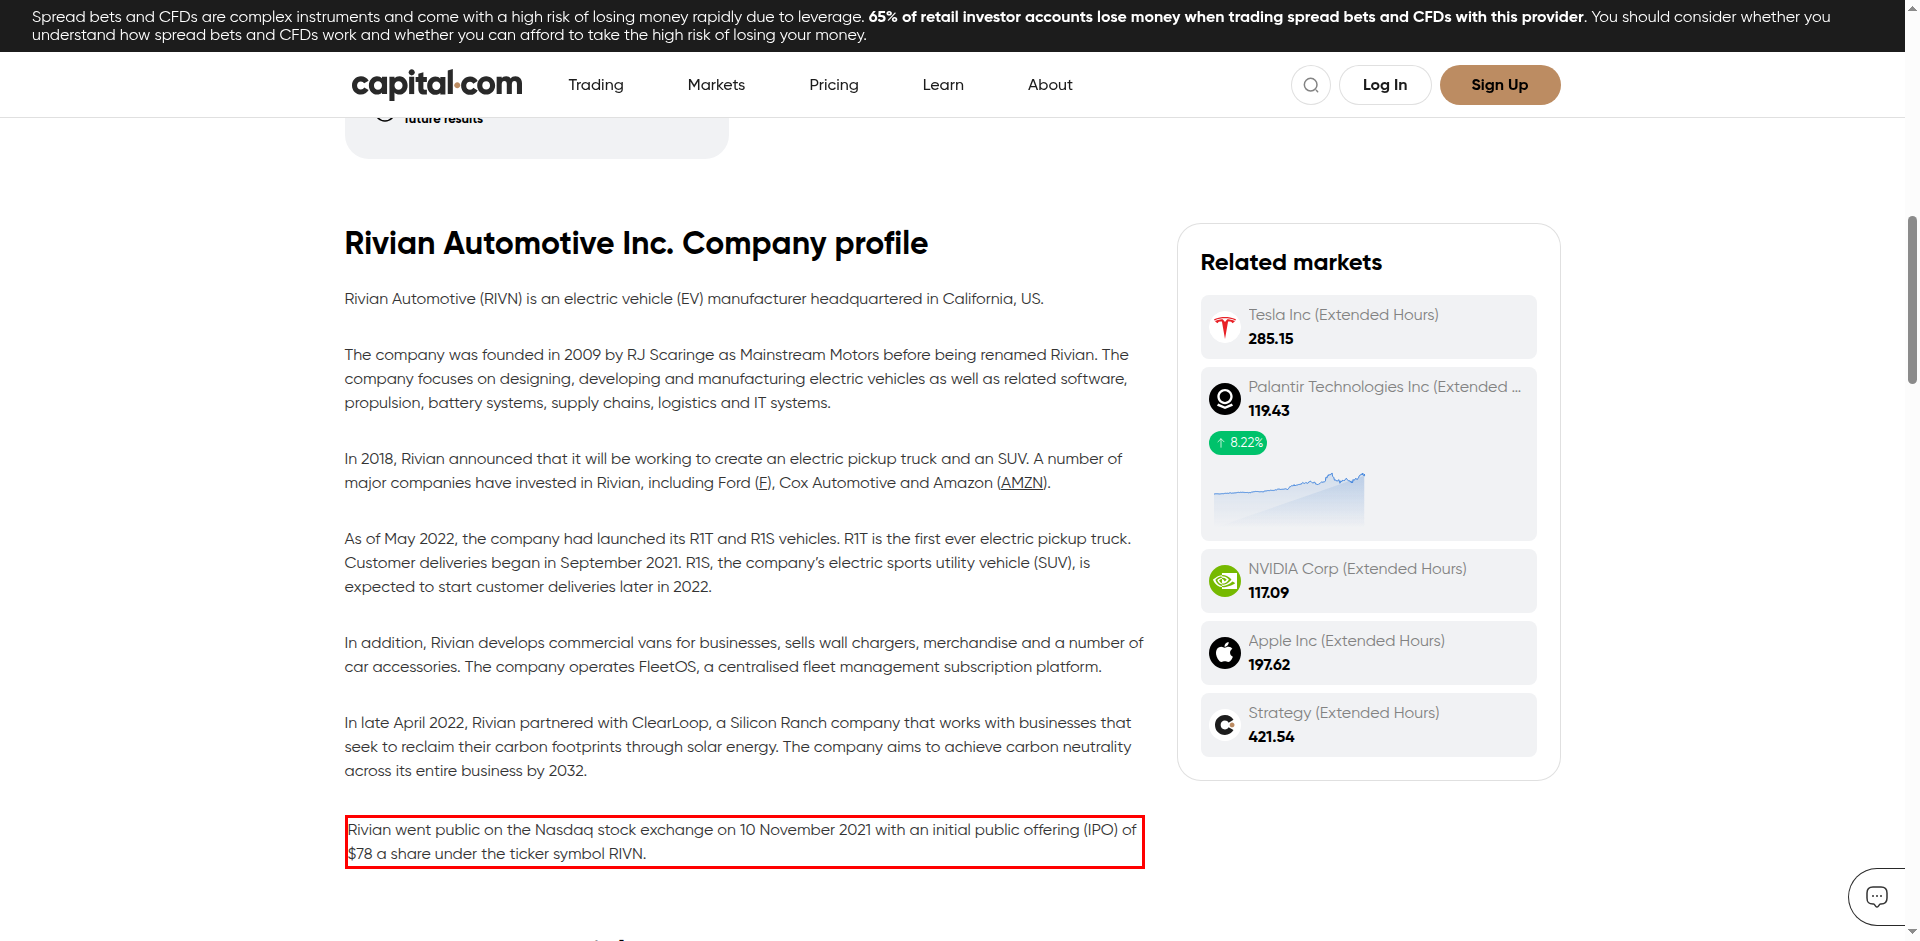 Spread bets and CFDs are complex instruments and come with a high risk of losing money rapidly due to leverage. 65% of retail investor accounts lose money when trading spread bets and CFDs with this provider. You should consider whether you
understand how spread bets and CFDs work and whether you can afford to take the high risk of losing your money.
capital.com
Trading
Markets
Pricing
Learn
About
Log In
Sign Up
future results
Rivian Automotive Inc. Company profile
Rivian Automotive (RIVN) is an electric vehicle (EV) manufacturer headquartered in California, US.
The company was founded in 2009 by RJ Scaringe as Mainstream Motors before being renamed Rivian. The
company focuses on designing, developing and manufacturing electric vehicles as well as related software,
propulsion, battery systems, supply chains, logistics and IT systems.
In 2018, Rivian announced that it will be working to create an electric pickup truck and an SUV. A number of
major companies have invested in Rivian, including Ford (F), Cox Automotive and Amazon (AMZN).
As of May 2022, the company had launched its R1T and R1S vehicles. R1T is the first ever electric pickup truck.
Customer deliveries began in September 2021. R1S, the company’s electric sports utility vehicle (SUV), is
expected to start customer deliveries later in 2022.
In addition, Rivian develops commercial vans for businesses, sells wall chargers, merchandise and a number of
car accessories. The company operates FleetOS, a centralised fleet management subscription platform.
In late April 2022, Rivian partnered with ClearLoop, a Silicon Ranch company that works with businesses that
seek to reclaim their carbon footprints through solar energy. The company aims to achieve carbon neutrality
across its entire business by 2032.
Rivian went public on the Nasdaq stock exchange on 10 November 2021 with an initial public offering (IPO) of
$78 a share under the ticker symbol RIVN.
Related markets
Tesla Inc (Extended Hours)
285.15
Palantir Technologies Inc (Extended ...
119.43
↑ 8.22%
NVIDIA Corp (Extended Hours)
117.09
Apple Inc (Extended Hours)
197.62
Strategy (Extended Hours)
421.54